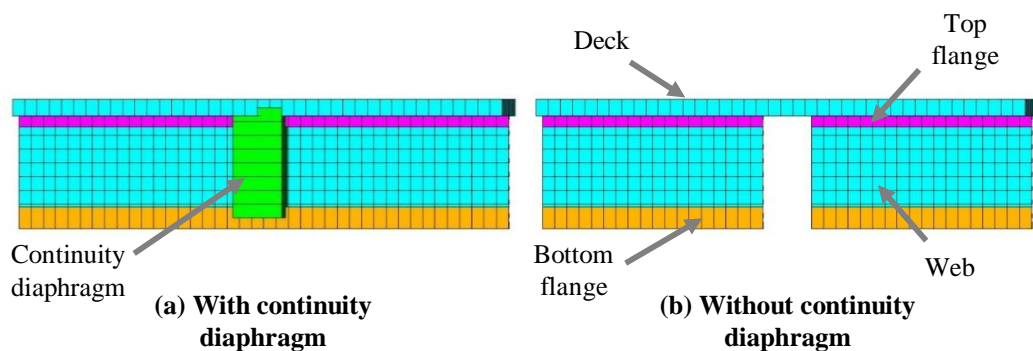 Deck
Top
flange
Continuity
diaphragm
Bottom
flange
Web
(a) With continuity
diaphragm
(b) Without continuity
diaphragm